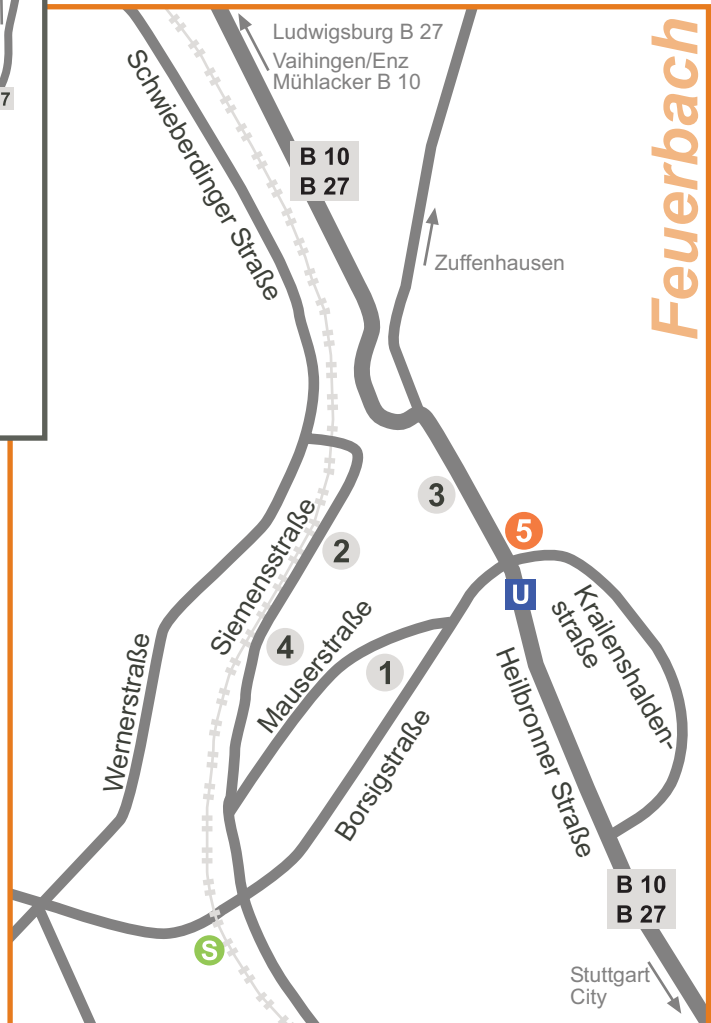 Ludwigsburg B 27
Vaihingen/Enz
Mühlacker B 10
Feuerbach
7
Schwieberdinger Straße
B 10
B 27
Zuffenhausen
3
5
Siemensstraße
2
U
Krailenshalden-
straße
4
Mauserstraße
1
Wernerstraße
Heilbronner Straße
Borsigstraße
B 10
B 27
S
Stuttgart
City